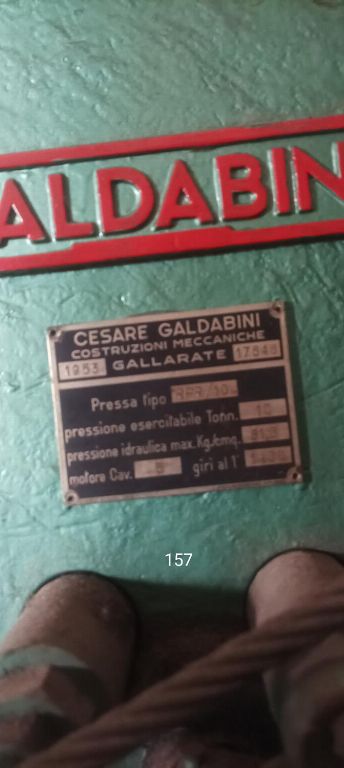 ALDABIN
CESARE GALDABINI
COSTRUZIONI MECCANICHE
1953 GALLARATE
Pressa tipo
pressione esercitabile Tonn. 10
pressione idraulica max. Kg/cmq.
motore Cav. 5 giri al 1'
157